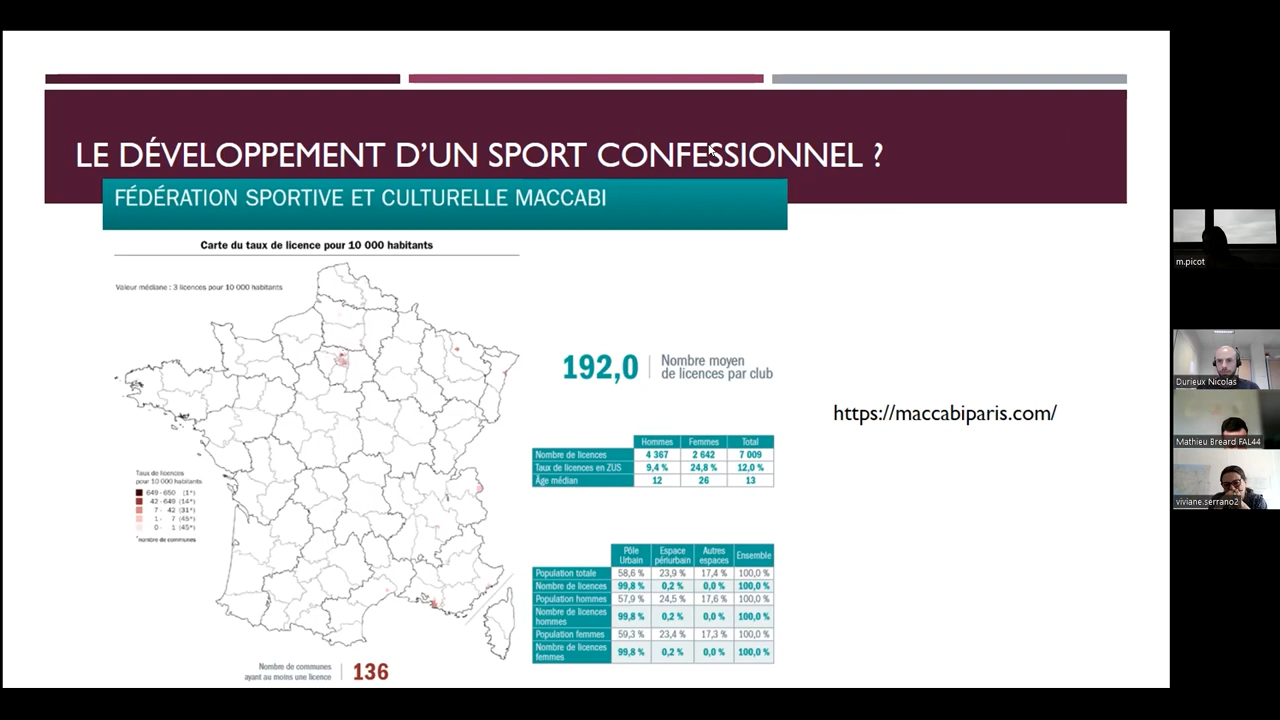 LE DÉVELOPPEMENT D'UN SPORT CONFESSIONNEL ?
FÉDÉRATION SPORTIVE ET CULTURELLE MACCABI
Carte du taux de licence pour 10 000 habitants
Valeur médiane : 3 licences pour 10 000 habitants
Taux de licences
pour 10 000 habitants
649 - 650 (1*)
42 - 649 (14*)
7 - 42 (31*)
1 - 7 (45*)
0 - 1 (45*)
*nombre de communes
Nombre de communes
ayant au moins une licence
136
192,0
Nombre moyen
de licences par club
Hommes Femmes Total
Nombre de licences 4 367 2 642 7 009
Taux de licences en ZUS 9,4 % 24,8 % 12,0 %
Âge médian 12 26 13
Pôle Urbain Espace périurbain Autres espaces Ensemble
Population totale 58,6 % 23,9 % 17,4 % 100,0 %
Nombre de licences 99,8 % 0,2 % 0,0 % 100,0 %
Population hommes 57,9 % 24,5 % 17,6 % 100,0 %
Nombre de licences hommes 99,8 % 0,2 % 0,0 % 100,0 %
Population femmes 59,3 % 23,4 % 17,3 % 100,0 %
Nombre de licences femmes 99,8 % 0,2 % 0,0 % 100,0 %
https://maccabiparis.com/
m.picot
Durieux Nicolas
Mathieu Breard FAL44
viviane.serrano2